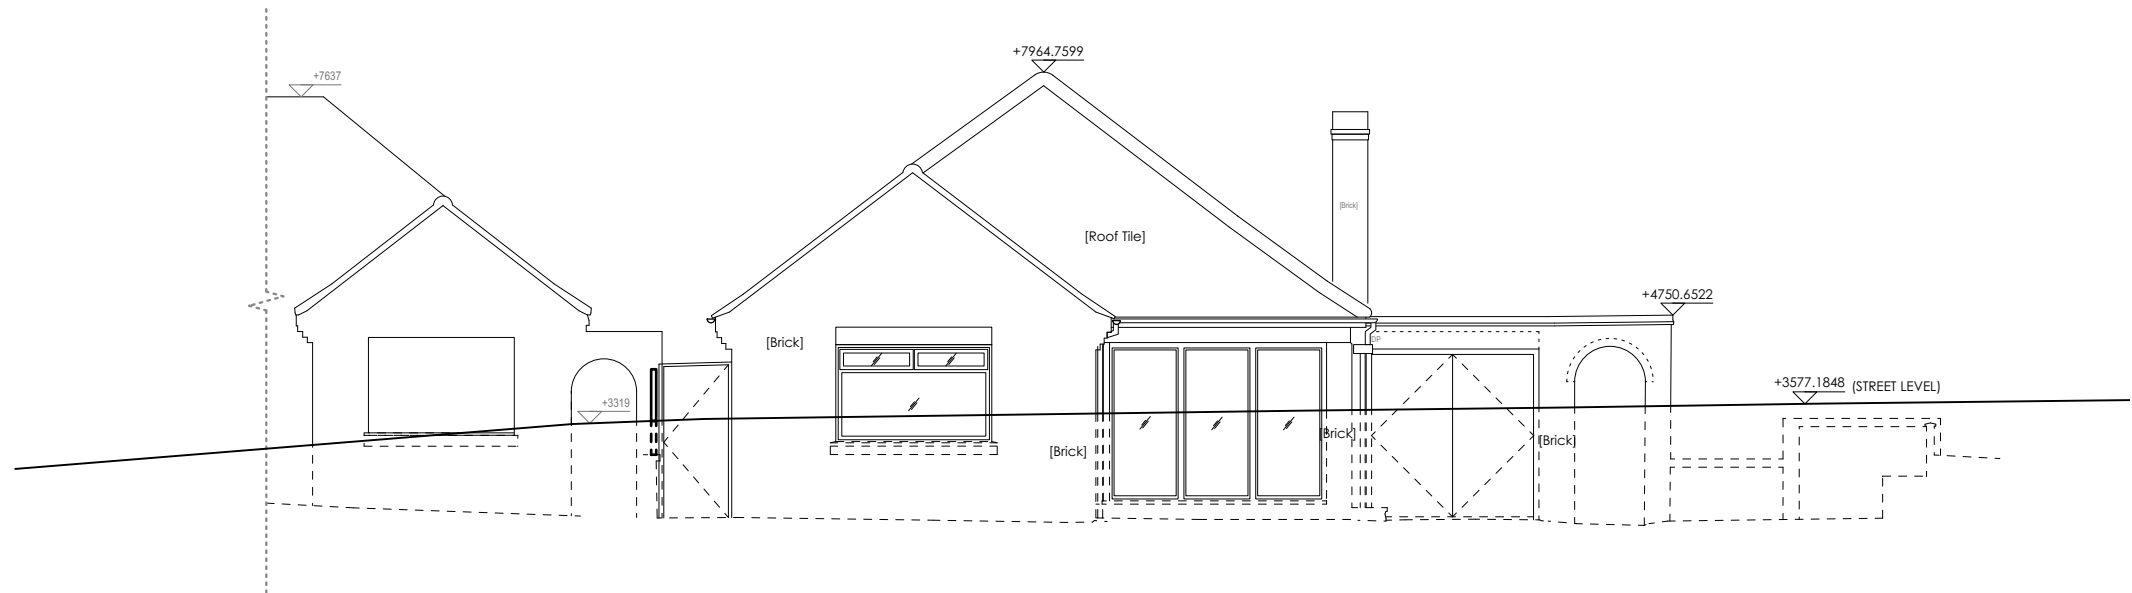 +7964.7599
+7637
[Brick]
[Roof Tile]
+4750.6522
[Brick]
DP
+3577.1848 (STREET LEVEL)
+3319
[Brick]
[Brick]
[Brick]